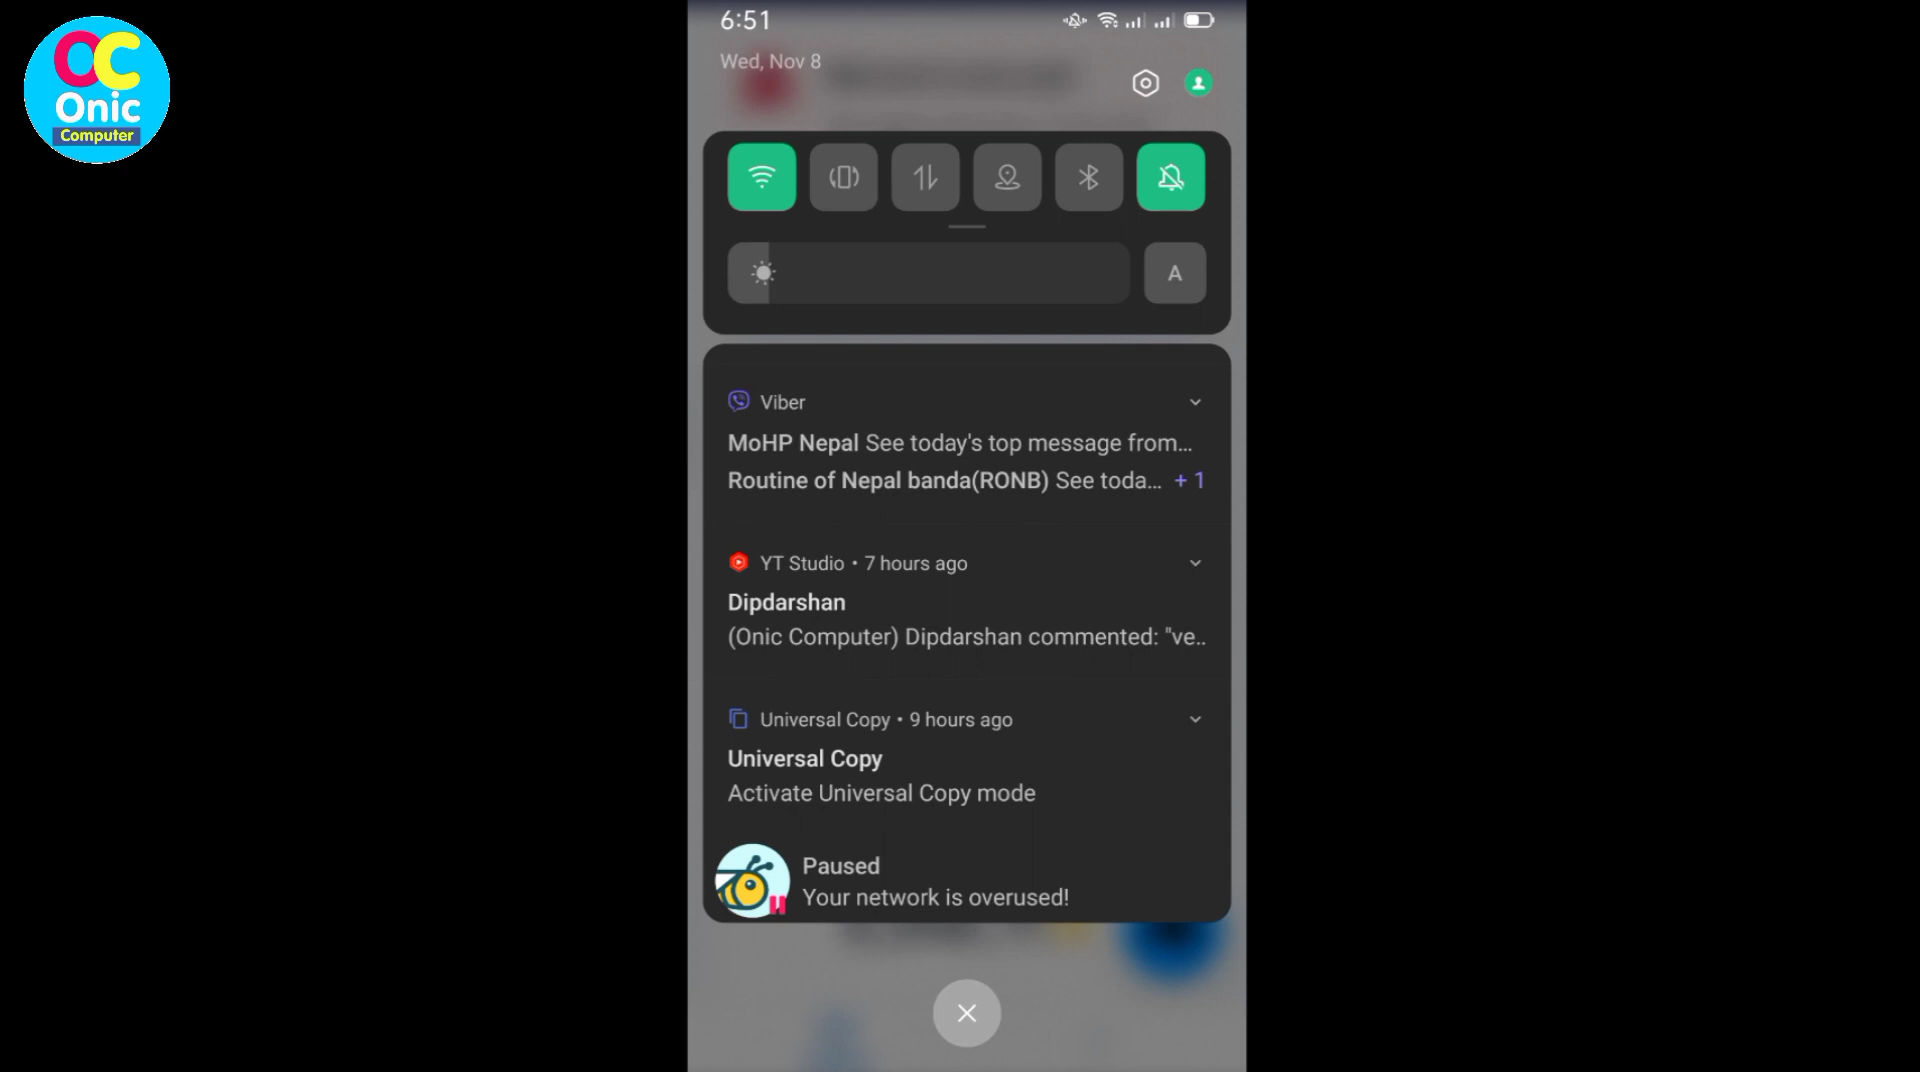 OC
Onic
Computer
6:51
Wed, Nov 8
A
Viber
MoHP Nepal See today's top message from...
Routine of Nepal banda(RONB) See toda... + 1
YT Studio • 7 hours ago
Dipdarshan
(Onic Computer) Dipdarshan commented: "ve..
Universal Copy • 9 hours ago
Universal Copy
Activate Universal Copy mode
Paused
Your network is overused!